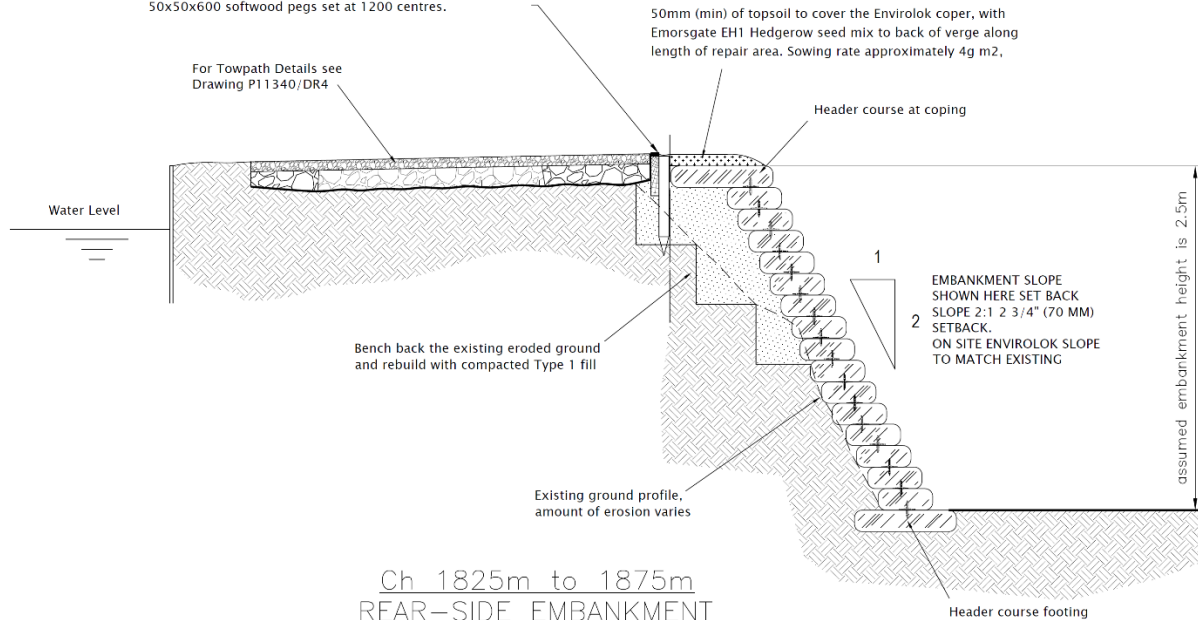 50x50x600 softwood pegs set at 1200 centres.
50mm (min) of topsoil to cover the Envirolok coper, with
Emorsgate EH1 Hedgerow seed mix to back of verge along
length of repair area. Sowing rate approximately 4g m2,
For Towpath Details see
Drawing P11340/DR4
Header course at coping
Water Level
1
2
EMBANKMENT SLOPE
SHOWN HERE SET BACK
SLOPE 2:1 2 3/4" (70 MM)
SETBACK.
ON SITE ENVIROLOK SLOPE
TO MATCH EXISTING
assumed embankment height is 2.5m
Bench back the existing eroded ground
and rebuild with compacted Type 1 fill
Existing ground profile,
amount of erosion varies
Ch 1825m to 1875m
REAR-SIDE EMBANKMENT
Header course footing